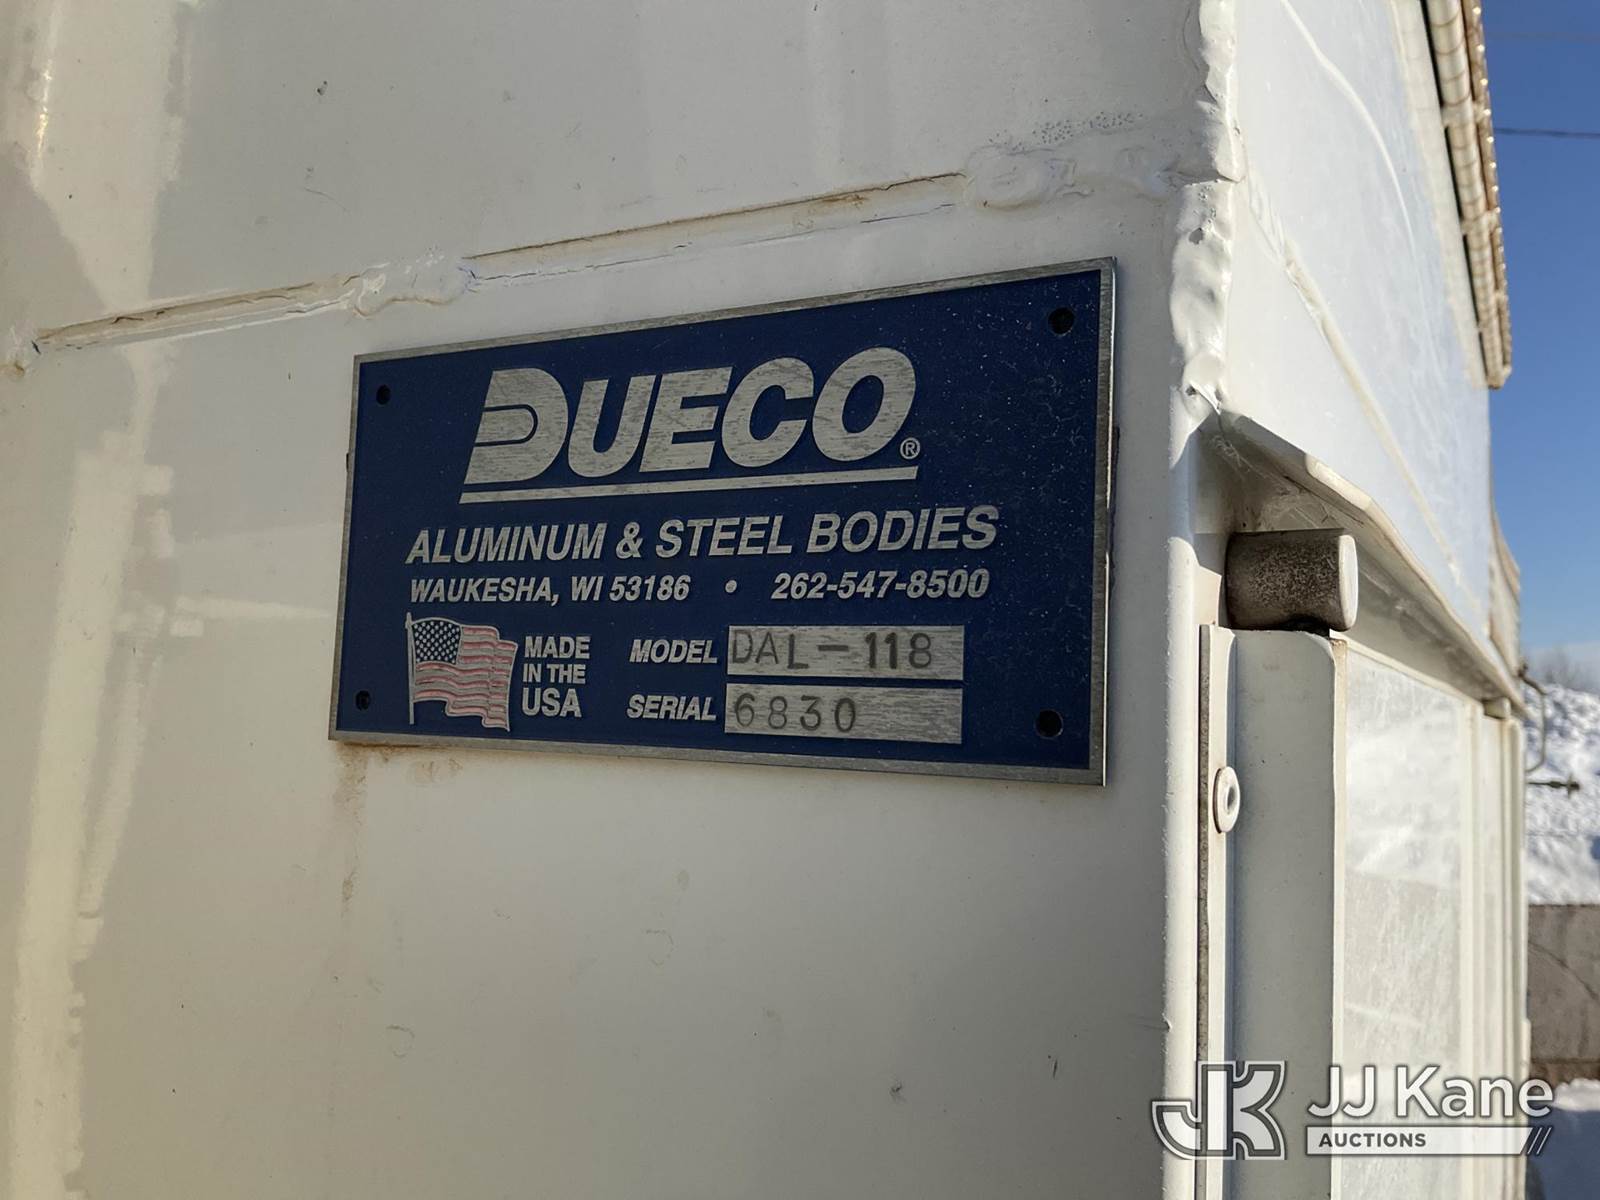 DUECO®
ALUMINUM & STEEL BODIES
WAUKESHA, WI 53186 • 262-547-8500
MADE IN THE USA
MODEL DAL-118
SERIAL 6830
JK JJ Kane
AUCTIONS